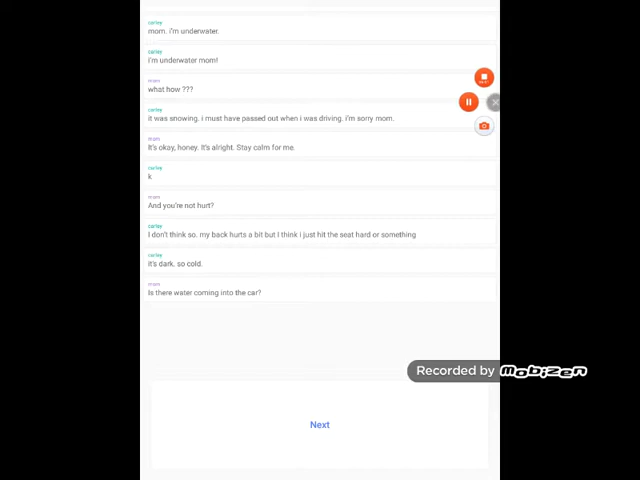 carley
mom. i'm underwater.
carley
i'm underwater mom!
mom
what how ???
carley
it was snowing. i must have passed out when i was driving. i'm sorry mom.
mom
It's okay, honey. It's alright. Stay calm for me.
carley
k
mom
And you're not hurt?
carley
I don't think so. my back hurts a bit but I think i just hit the seat hard or something
carley
it's dark. so cold.
mom
Is there water coming into the car?
Recorded by Mobizen
Next